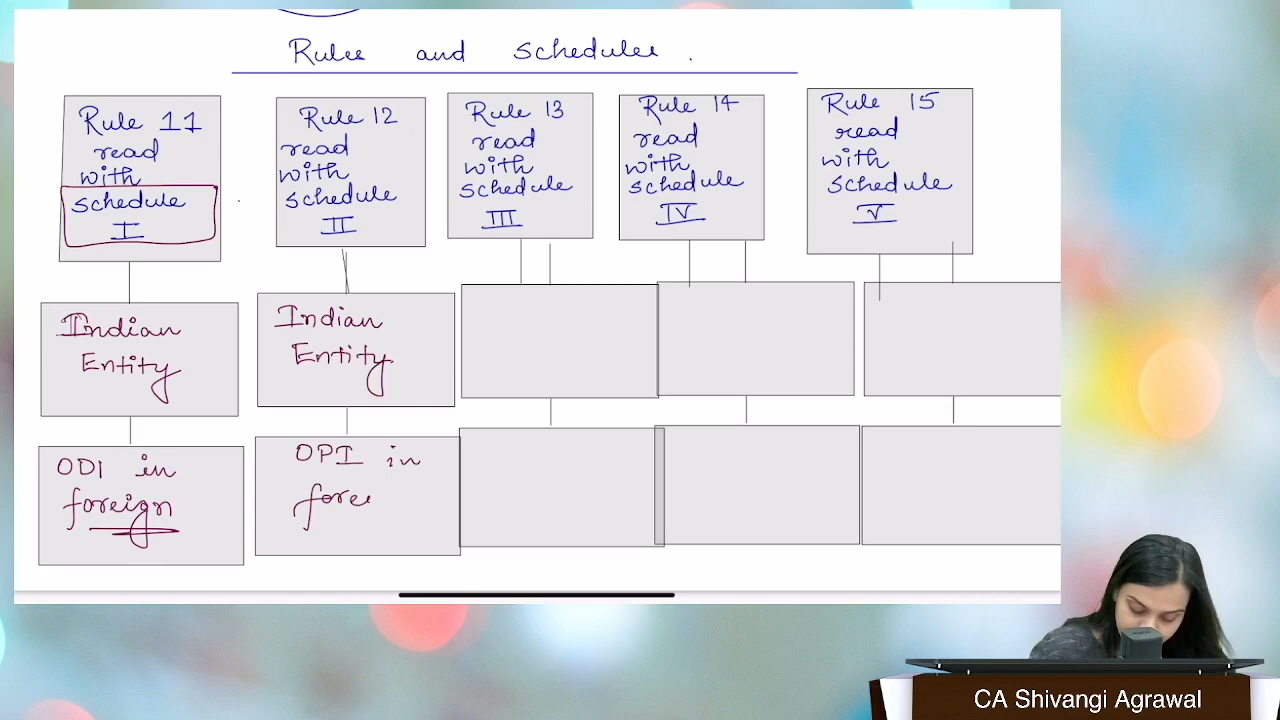 Rules and Schedules.
Rule 11
read
with
schedule
I
Rule 12
read
with
schedule
II
Rule 13
read
with
schedule
III
Rule 14
read
with
schedule
IV
Rule 15
read
with
schedule
V
Indian
Entity
Indian
Entity
ODI in
foreign
OPI in
fore
CA Shivangi Agrawal